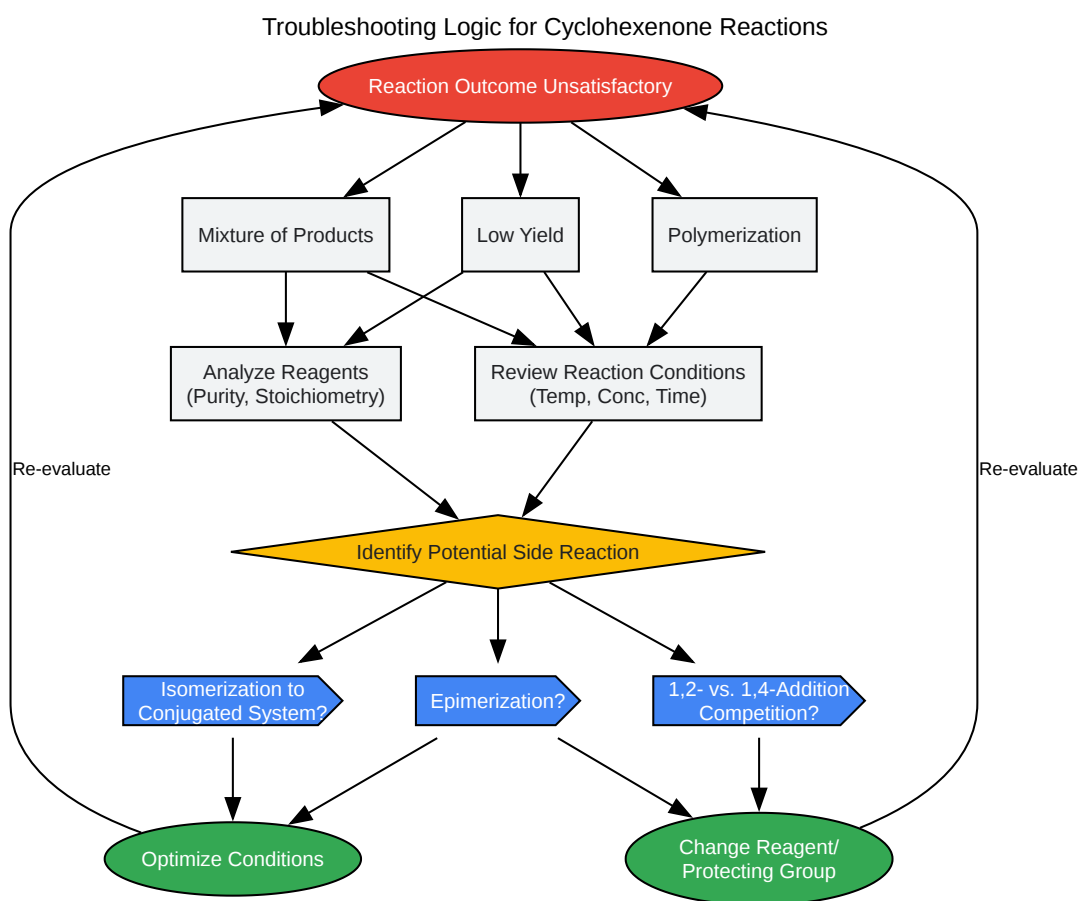 Troubleshooting Logic for Cyclohexenone Reactions
Reaction Outcome Unsatisfactory
Mixture of Products
Low Yield
Polymerization
Analyze Reagents
(Purity, Stoichiometry)
Review Reaction Conditions
(Temp, Conc, Time)
Re-evaluate
Re-evaluate
Identify Potential Side Reaction
Isomerization to
Conjugated System?
Epimerization?
1,2- vs. 1,4-Addition
Competition?
Optimize Conditions
Change Reagent/
Protecting Group